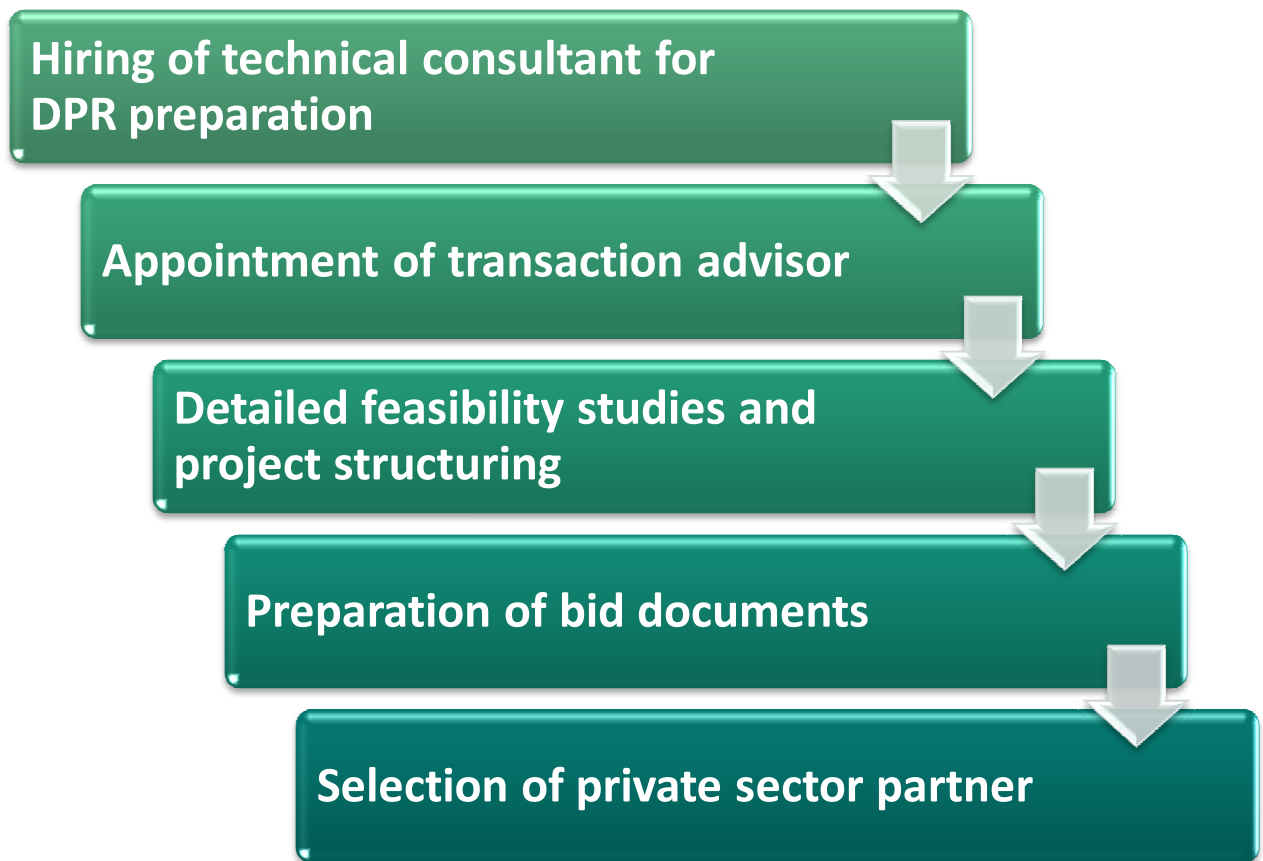 Hiring of technical consultant for
DPR preparation
Appointment of transaction advisor
Detailed feasibility studies and
project structuring
Preparation of bid documents
Selection of private sector partner